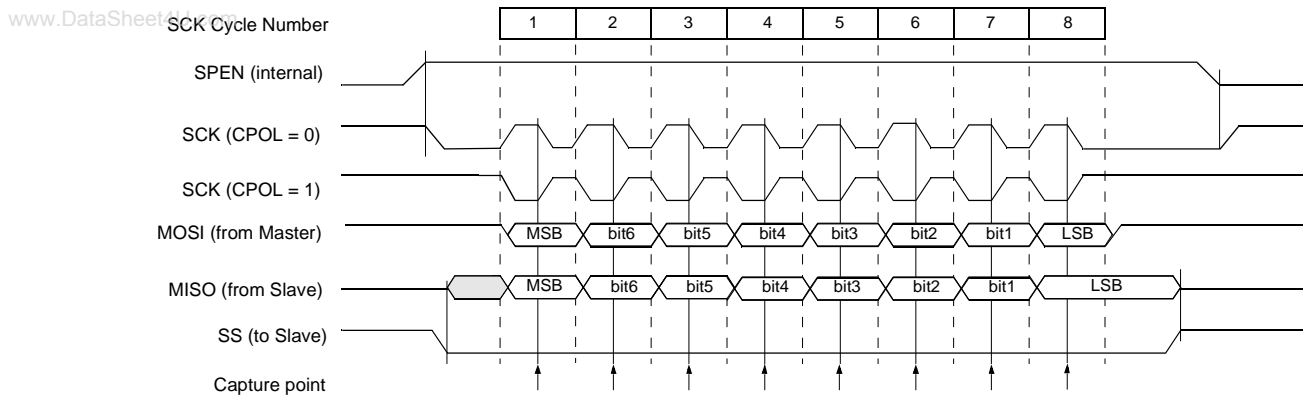 www.DataSheet4U.com
SCK Cycle Number 1 2 3 4 5 6 7 8
SPEN (internal)
SCK (CPOL = 0)
SCK (CPOL = 1)
MOSI (from Master) MSB bit6 bit5 bit4 bit3 bit2 bit1 LSB
MISO (from Slave) MSB bit6 bit5 bit4 bit3 bit2 bit1 LSB
SS (to Slave)
Capture point